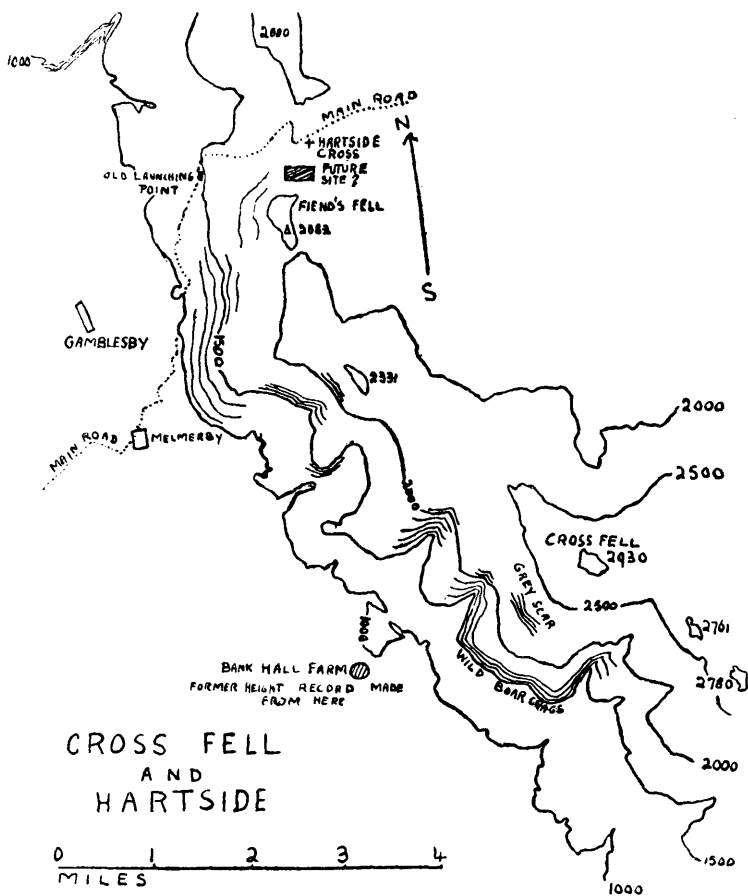 2000
1000
MAIN ROAD
N
HARTSIDE
CROSS
FUTURE
SITE ?
OLD LAUNCHING
POINT
FIEND'S FELL
2082
S
GAMBLESBY
1500
2331
2000
MAIN ROAD
MELMERBY
2500
2000
CROSS FELL
2930
GREY SCAR
2500
2701
1000
2780
BANK HALL FARM
FORMER HEIGHT RECORD MADE
FROM HERE
WILD BOAR CRAGS
CROSS FELL
AND
HARTSIDE
2000
1500
0 1 2 3 4
MILES
1000